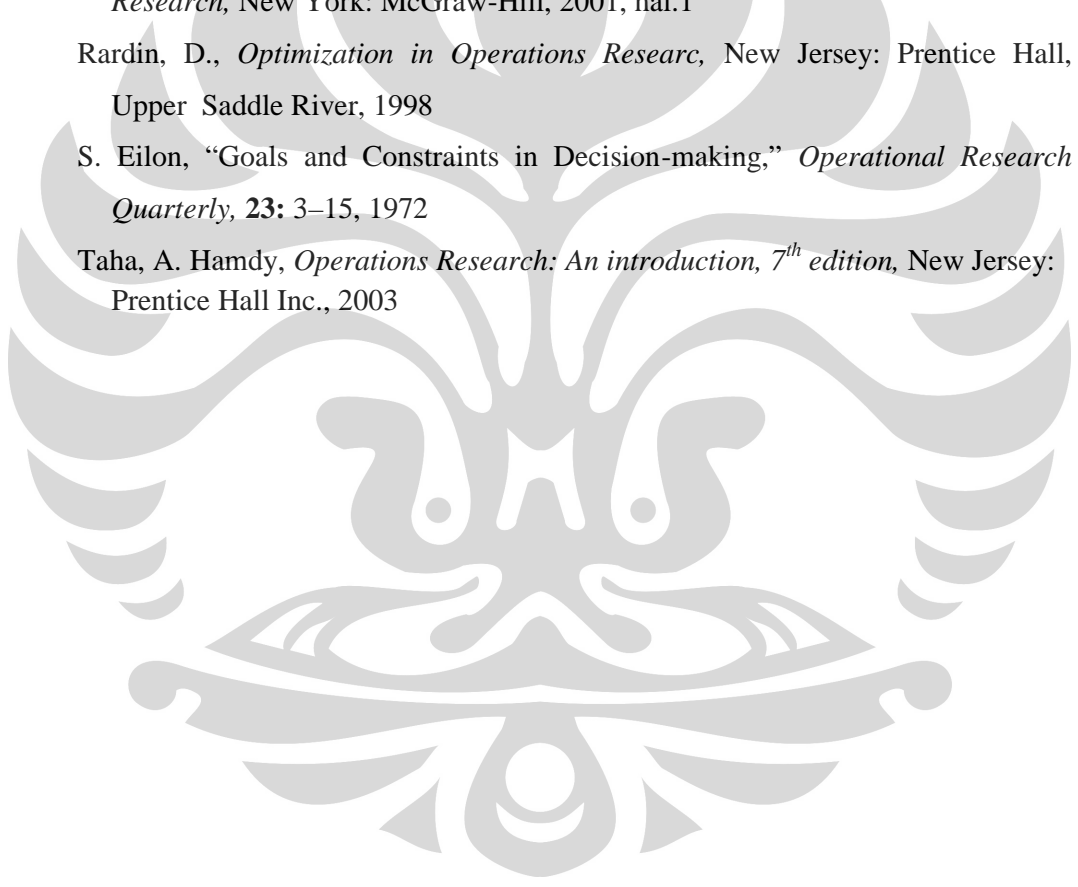 Research, New York: McGraw-Hill, 2001, hal.1
Rardin, D., Optimization in Operations Researc, New Jersey: Prentice Hall,
Upper Saddle River, 1998
S. Eilon, “Goals and Constraints in Decision-making,” Operational Research
Quarterly, 23: 3–15, 1972
Taha, A. Hamdy, Operations Research: An introduction, 7th edition, New Jersey:
Prentice Hall Inc., 2003